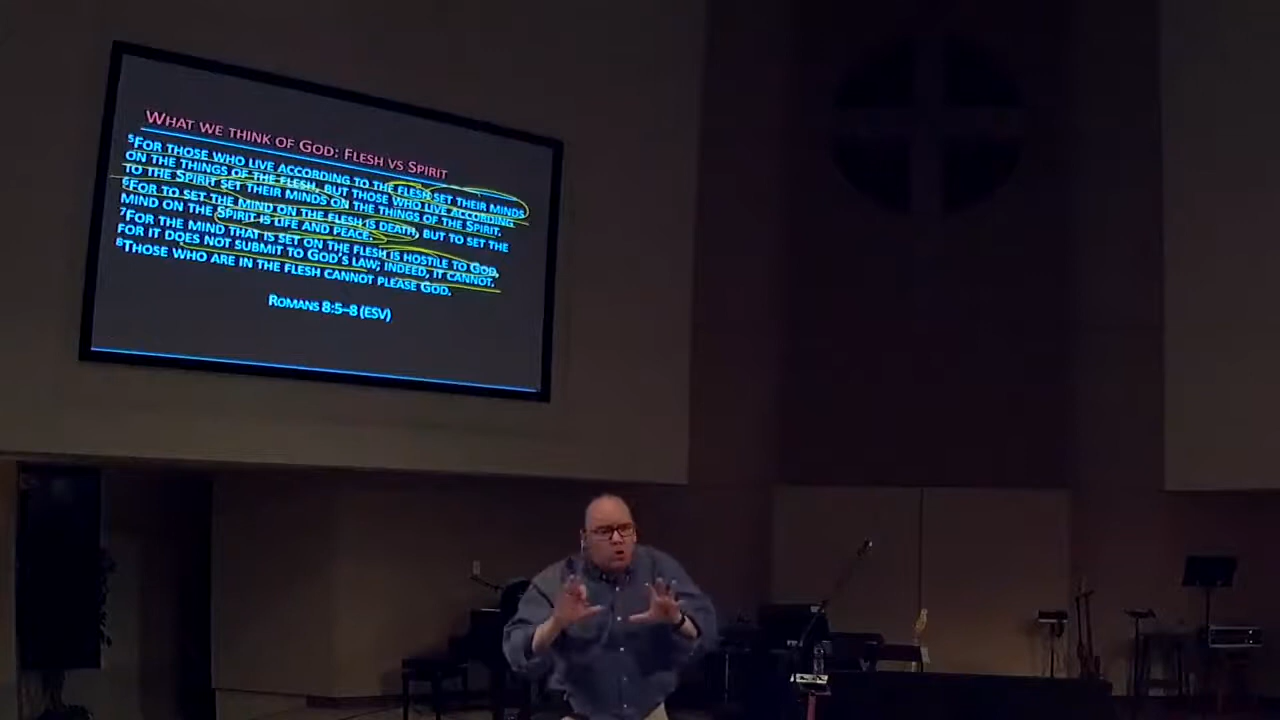 WHAT WE THINK OF GOD: FLESH VS SPIRIT
5FOR THOSE WHO LIVE ACCORDING TO THE FLESH SET THEIR MINDS
ON THE THINGS OF THE FLESH, BUT THOSE WHO LIVE ACCORDING
TO THE SPIRIT SET THEIR MINDS ON THE THINGS OF THE SPIRIT.
6FOR TO SET THE MIND ON THE FLESH IS DEATH, BUT TO SET THE
MIND ON THE SPIRIT IS LIFE AND PEACE.
7FOR THE MIND THAT IS SET ON THE FLESH IS HOSTILE TO GOD,
FOR IT DOES NOT SUBMIT TO GOD'S LAW; INDEED, IT CANNOT.
8THOSE WHO ARE IN THE FLESH CANNOT PLEASE GOD.
ROMANS 8:5–8 (ESV)